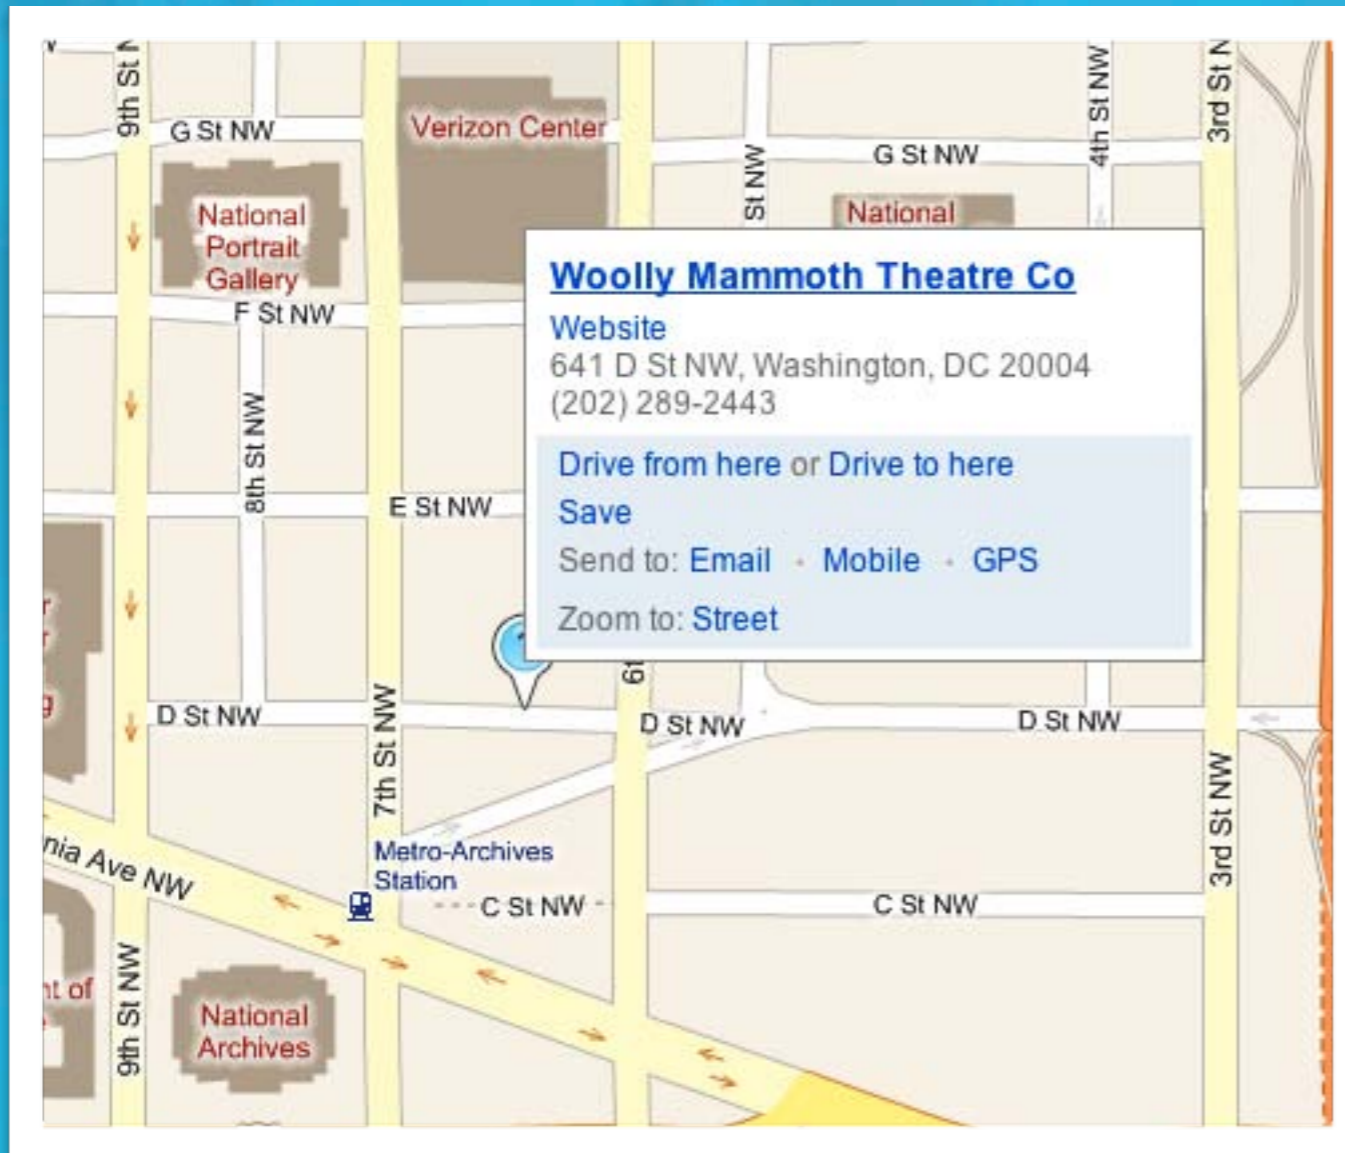 9th St N
G St NW
Verizon Center
G St NW
4th St NW
3rd St N
St NW
National
Portrait
Gallery
National
F St NW
Woolly Mammoth Theatre Co
Website
641 D St NW, Washington, DC 20004
(202) 289-2443
Drive from here or Drive to here
Save
Send to: Email · Mobile · GPS
Zoom to: Street
8th St NW
E St NW
D St NW
7th St NW
6t
D St NW
D St NW
3rd St NW
nia Ave NW
Metro-Archives
Station
C St NW
C St NW
9th St NW
nt of
National
Archives